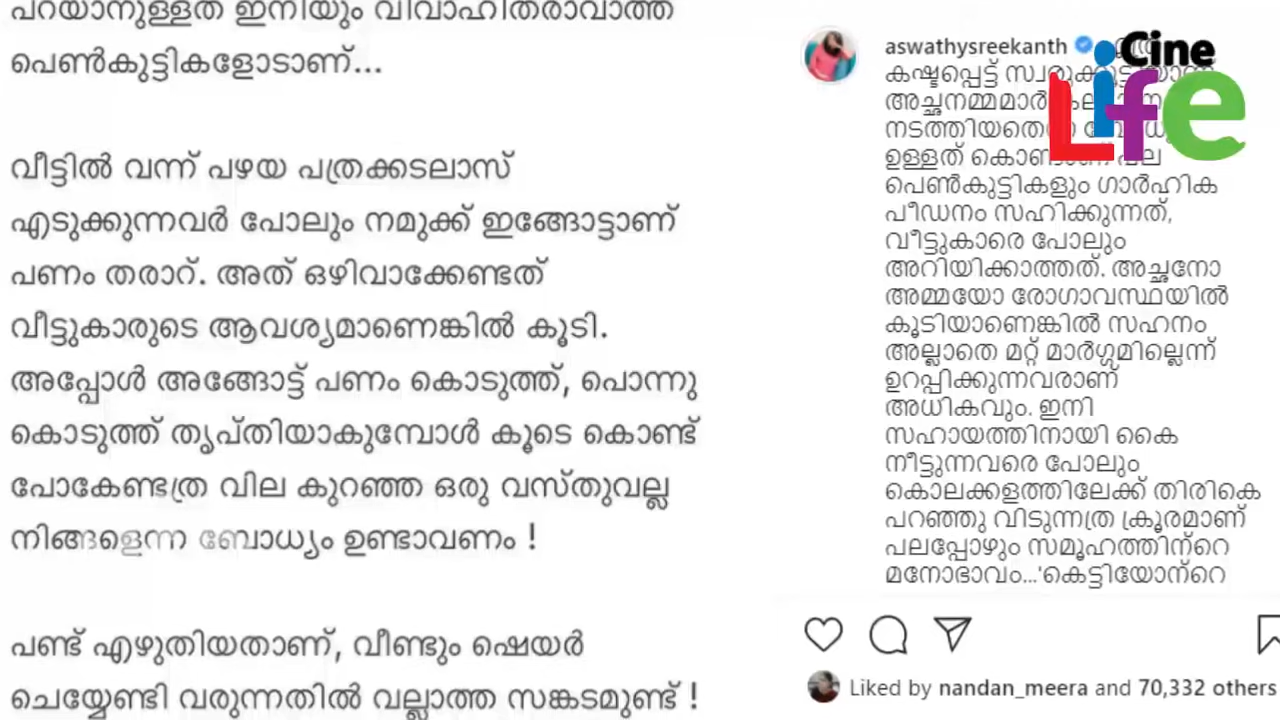 പറയാനുള്ളത് ഇനിയും വിവാഹിതരാവാത്ത
പെൺകുട്ടികളോടാണ്...
വീട്ടിൽ വന്ന് പഴയ പത്രക്കടലാസ്
എടുക്കുന്നവർ പോലും നമുക്ക് ഇങ്ങോട്ടാണ്
പണം തരാറ്. അത് ഒഴിവാക്കേണ്ടത്
വീട്ടുകാരുടെ ആവശ്യമാണെങ്കിൽ കൂടി.
അപ്പോൾ അങ്ങോട്ട് പണം കൊടുത്ത്, പൊന്നു
കൊടുത്ത് തൃപ്തിയാകുമ്പോൾ കൂടെ കൊണ്ട്
പോകേണ്ടത്ര വില കുറഞ്ഞ ഒരു വസ്തുവല്ല
നിങ്ങളെന്ന ബോധ്യം ഉണ്ടാവണം !
പണ്ട് എഴുതിയതാണ്, വീണ്ടും ഷെയർ
ചെയ്യേണ്ടി വരുന്നതിൽ വല്ലാത്ത സങ്കടമുണ്ട് !
aswathysreekanth
കഷ്ടപ്പെട്ട്
അച്ഛനമ്മമാർ
ഉള്ളത്
പെൺകുട്ടികളും ഗാർഹിക
പീഡനം സഹിക്കുന്നത്,
വീട്ടുകാരെ പോലും
അറിയിക്കാത്തത്. അച്ഛനോ
അമ്മയോ രോഗാവസ്ഥയിൽ
കൂടിയാണെങ്കിൽ സഹനം
അല്ലാതെ മറ്റ് മാർഗ്ഗമില്ലെന്ന്
ഉറപ്പിക്കുന്നവരാണ്
അധികവും. ഇനി
സഹായത്തിനായി കൈ
നീട്ടുന്നവരെ പോലും
കൊലക്കളത്തിലേക്ക് തിരികെ
പറഞ്ഞു വിടുന്നത്ര ക്രൂരമാണ്
പലപ്പോഴും സമൂഹത്തിന്റെ
മനോഭാവം...'കെട്ടിയോന്റെ
Liked by nandan_meera and 70,332 others
Cine
Life